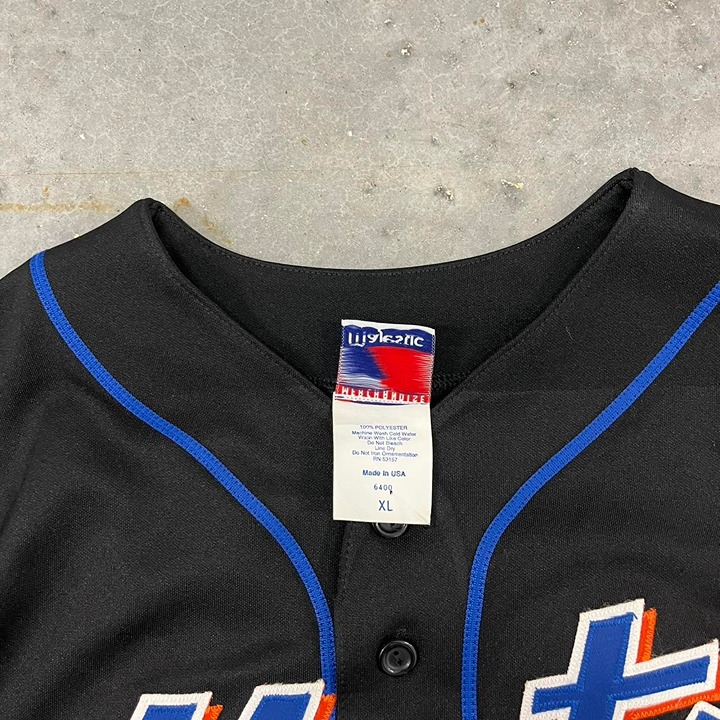 Majestic
MERCHANDIZE
100% POLYESTER
Machine Wash Cold Water
Wash With Like Color
Do Not Bleach
Line Dry
Do Not Iron Ornamentation
RN 53157
Made in USA
6400
XL